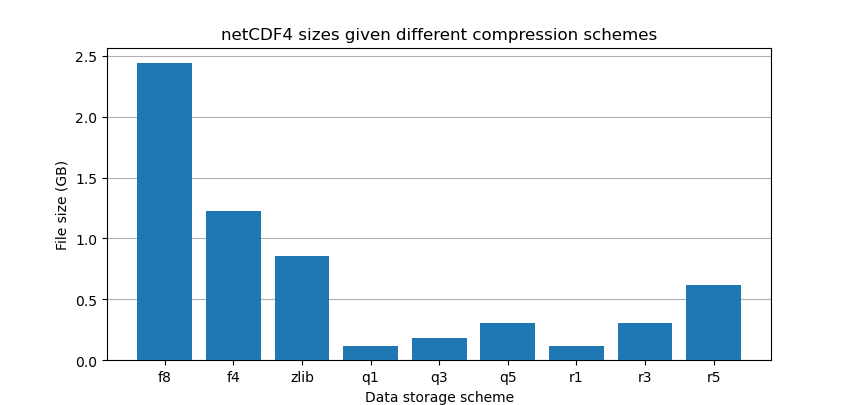 netCDF4 sizes given different compression schemes
2.5
2.0
1.5
1.0
0.5
0.0
File size (GB)
f8 f4 zlib q1 q3 q5 r1 r3 r5
Data storage scheme